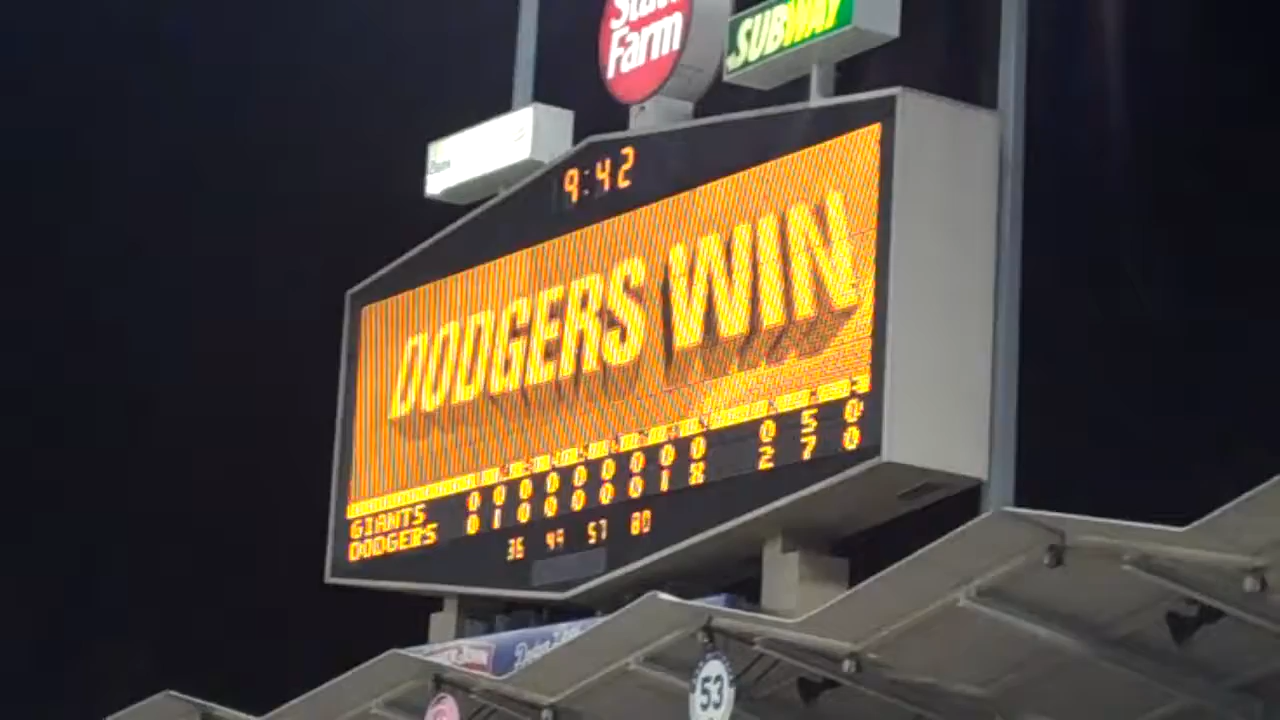 State
Farm
SUBWAY
9:42
DODGERS WIN
GIANTS 0 0 0 0 0 0 0 0 0 0 5 0
DODGERS 0 1 0 0 0 0 0 1 X 2 7 0
36 49 57 80
53